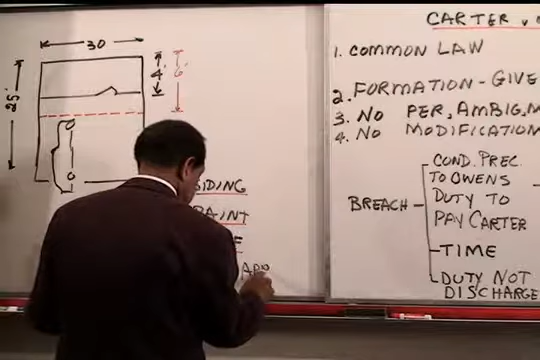 30
25'
4'
6'
SIDING
PAINT
APP
CARTER v.
1. COMMON LAW
2. FORMATION - GIVE
3. NO PER, AMBIG, M
4. NO MODIFICATION
BREACH
COND. PREC.
TO OWENS
DUTY TO
PAY CARTER
TIME
DUTY NOT
DISCHARGE